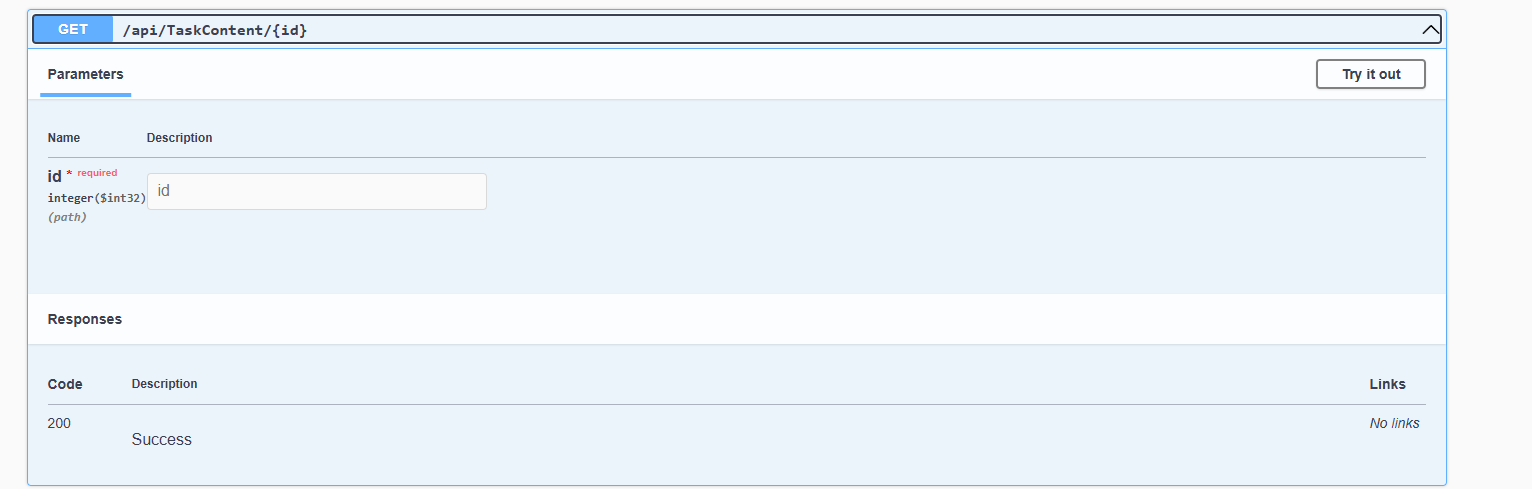 GET /api/TaskContent/{id}
Parameters Try it out
Name Description
id * required
integer($int32)
(path)
id
Responses
Code Description Links
200 Success No links